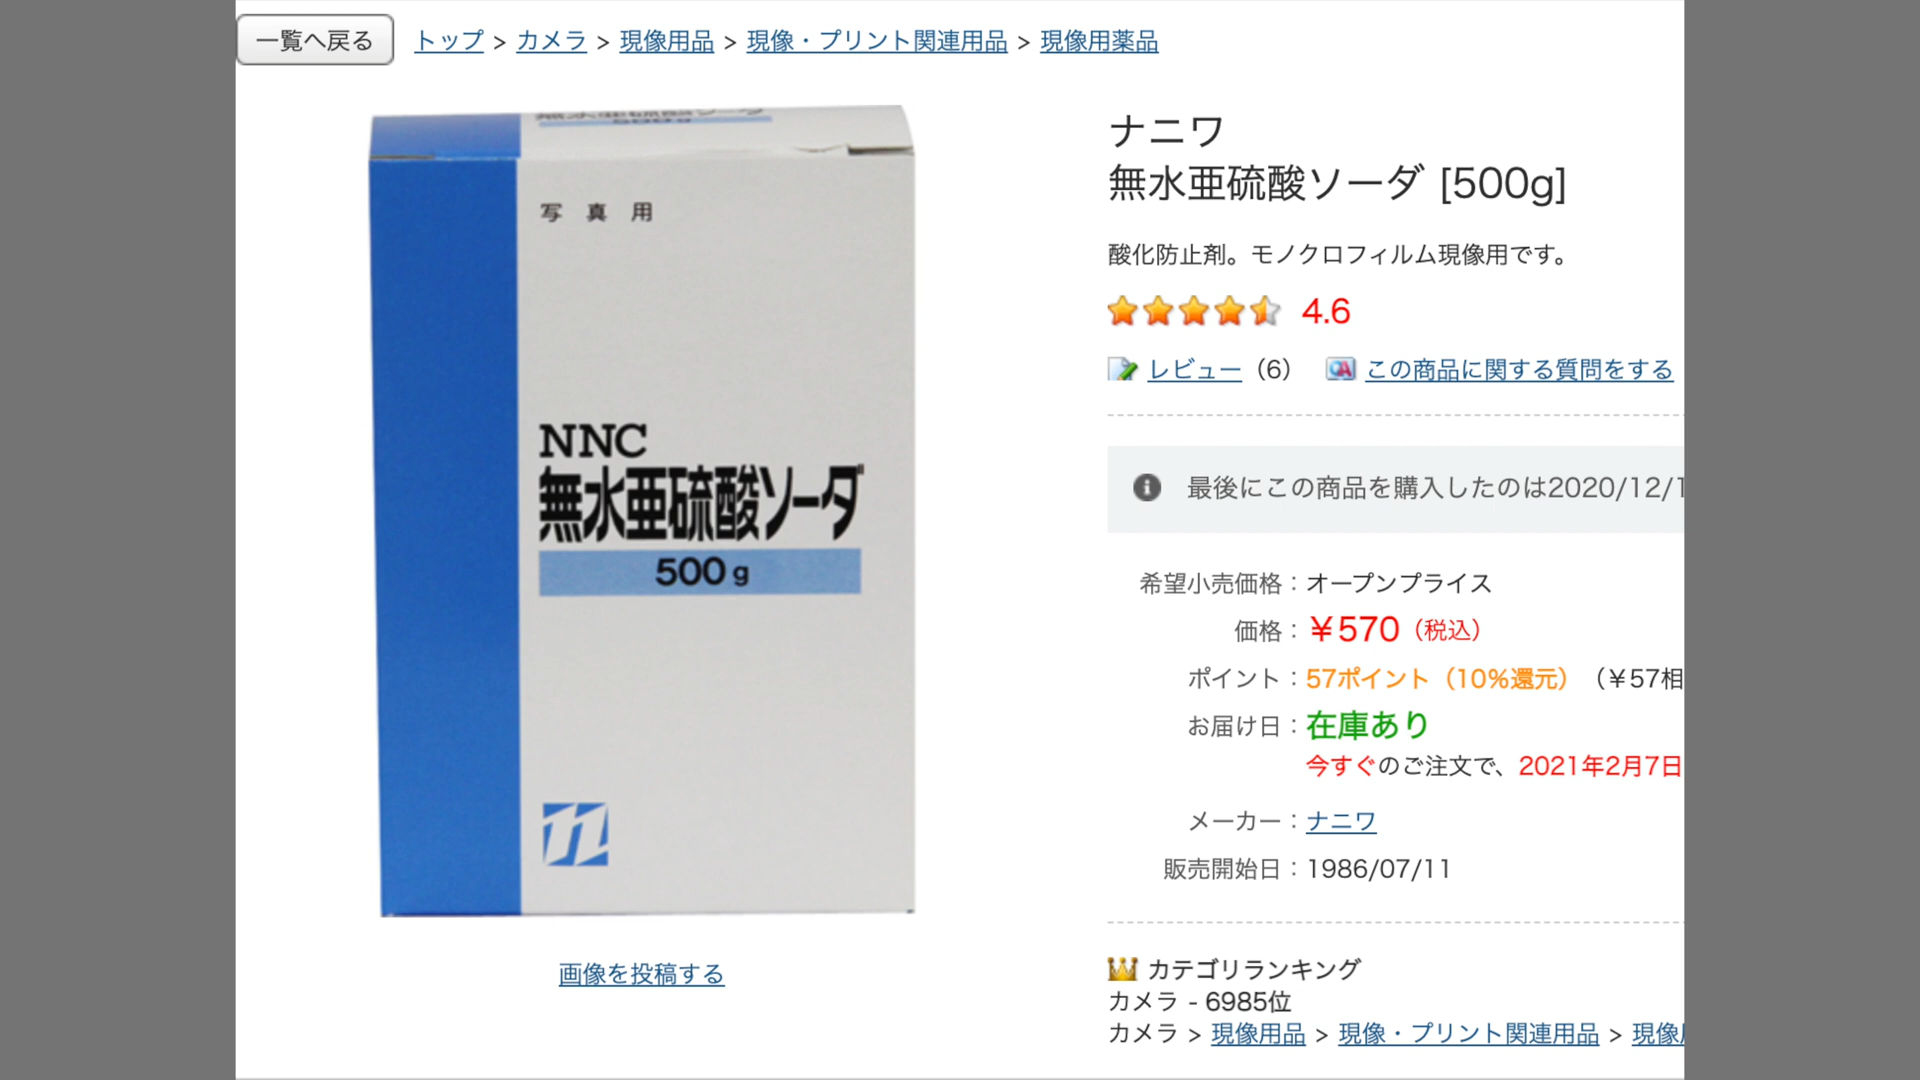 一覧へ戻る トップ > カメラ > 現像用品 > 現像・プリント関連用品 > 現像用薬品
無水亜硫酸ソーダ
500g
写真用
NNC
無水亜硫酸ソーダ
500g
画像を投稿する
ナニワ
無水亜硫酸ソーダ [500g]
酸化防止剤。モノクロフィルム現像用です。
4.6
レビュー (6) QA この商品に関する質問をする
最後にこの商品を購入したのは2020/12/1
希望小売価格：オープンプライス
価格：￥570（税込）
ポイント：57ポイント（10％還元）（￥57相
お届け日：在庫あり
今すぐのご注文で、2021年2月7日
メーカー：ナニワ
販売開始日：1986/07/11
カテゴリランキング
カメラ - 6985位
カメラ > 現像用品 > 現像・プリント関連用品 > 現像